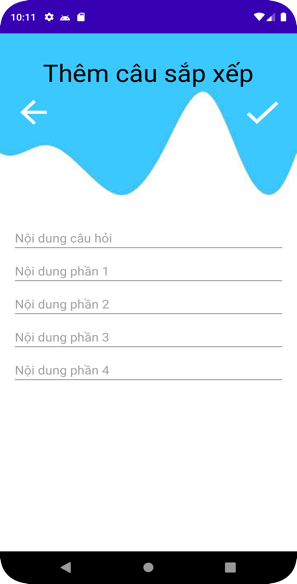 10:11
Thêm câu sắp xếp
Nội dung câu hỏi
Nội dung phần 1
Nội dung phần 2
Nội dung phần 3
Nội dung phần 4